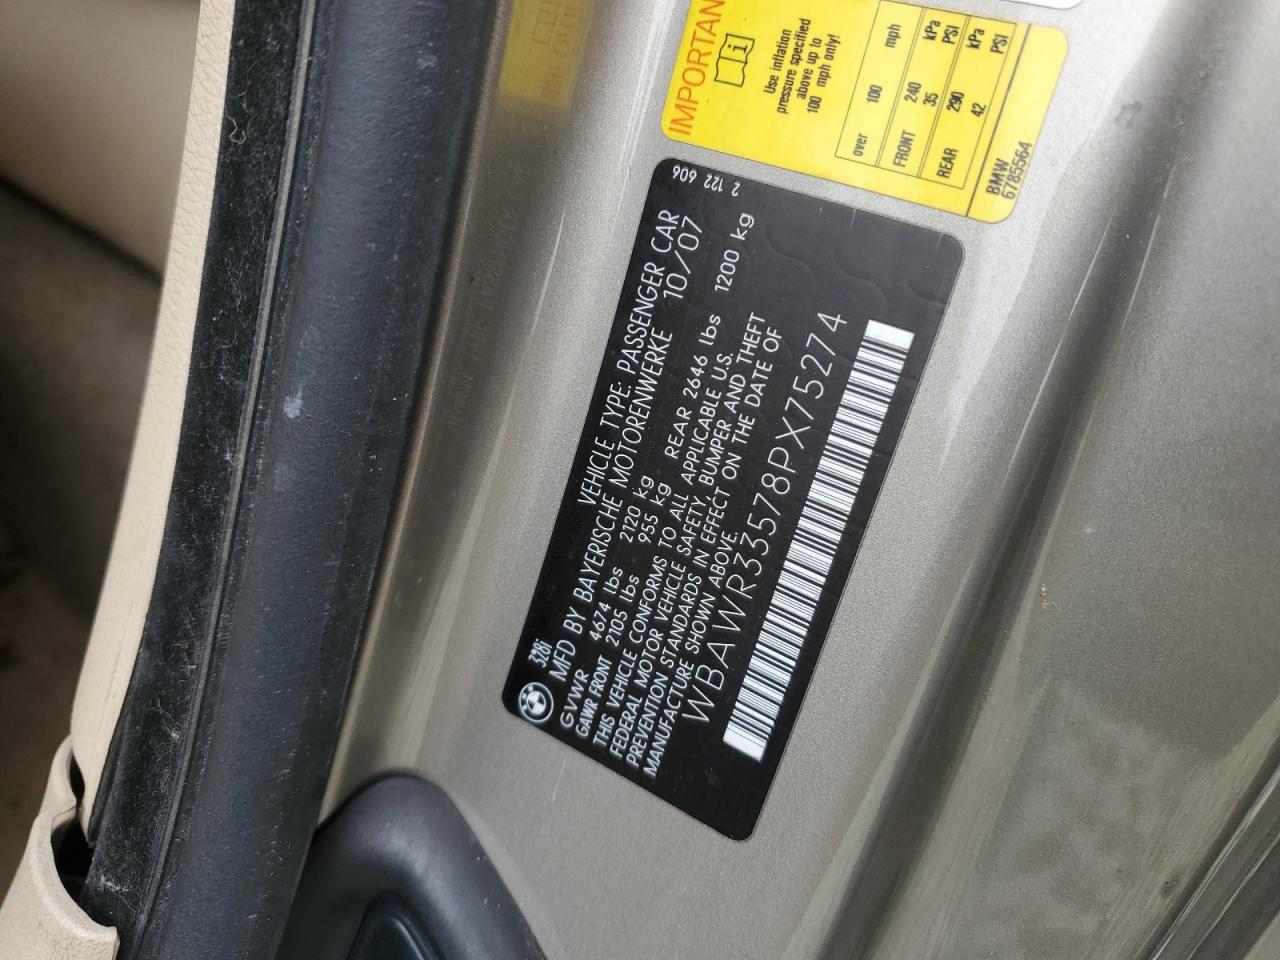 IMPORTAN
Use inflation
pressure specified
above up to
100 mph only!
over 100 mph
kPa
FRONT 240
PSI
35
kPa
REAR 290
PSI
42
BMW
6785564
2 122 606
328i VEHICLE TYPE: PASSENGER CAR
MFD BY BAYERISCHE MOTORENWERKE 10/07
GVWR 4674 lbs 2120 kg
GAWR FRONT 2105 lbs 955 kg REAR 2646 lbs 1200 kg
THIS VEHICLE CONFORMS TO ALL APPLICABLE U.S.
FEDERAL MOTOR VEHICLE SAFETY, BUMPER AND THEFT
PREVENTION STANDARDS IN EFFECT ON THE DATE OF
MANUFACTURE SHOWN ABOVE.
WBAWR33578PX75274